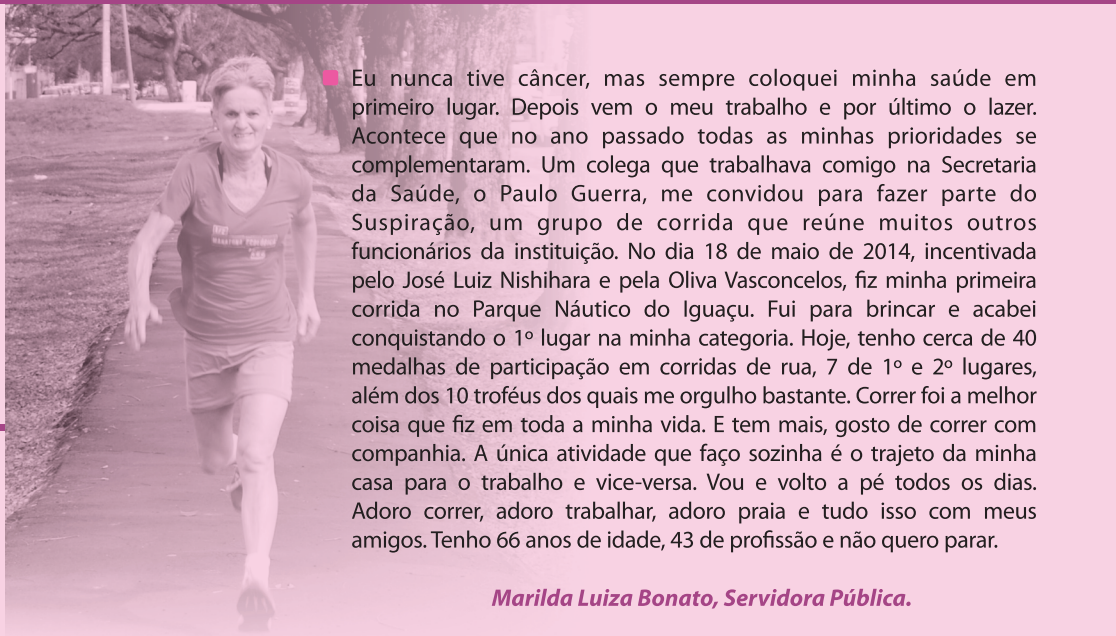 Eu nunca tive câncer, mas sempre coloquei minha saúde em
primeiro lugar. Depois vem o meu trabalho e por último o lazer.
Acontece que no ano passado todas as minhas prioridades se
complementaram. Um colega que trabalhava comigo na Secretaria
da Saúde, o Paulo Guerra, me convidou para fazer parte do
Suspiração, um grupo de corrida que reúne muitos outros
funcionários da instituição. No dia 18 de maio de 2014, incentivada
pelo José Luiz Nishihara e pela Oliva Vasconcelos, fiz minha primeira
corrida no Parque Náutico do Iguaçu. Fui para brincar e acabei
conquistando o 1º lugar na minha categoria. Hoje, tenho cerca de 40
medalhas de participação em corridas de rua, 7 de 1º e 2º lugares,
além dos 10 troféus dos quais me orgulho bastante. Correr foi a melhor
coisa que fiz em toda a minha vida. E tem mais, gosto de correr com
companhia. A única atividade que faço sozinha é o trajeto da minha
casa para o trabalho e vice-versa. Vou e volto a pé todos os dias.
Adoro correr, adoro trabalhar, adoro praia e tudo isso com meus
amigos. Tenho 66 anos de idade, 43 de profissão e não quero parar.
Marilda Luiza Bonato, Servidora Pública.